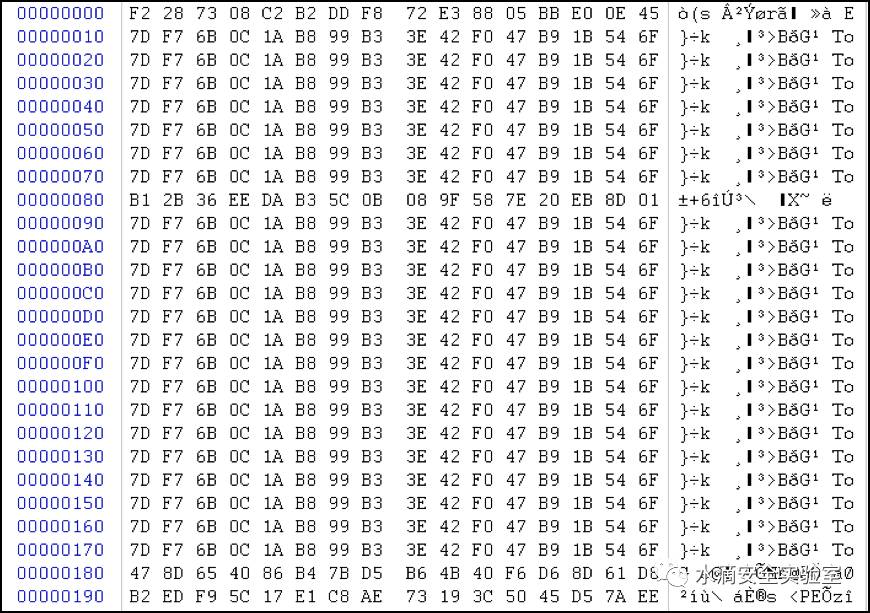 00000000 F2 28 73 08 C2 B2 DD F8 72 E3 88 05 BB E0 0E 45 ò(s Â²Ýørã▌ »à E
00000010 7D F7 6B 0C 1A B8 99 B3 3E 42 F0 47 B9 1B 54 6F }÷k ¸▌³>BðG¹ To
00000020 7D F7 6B 0C 1A B8 99 B3 3E 42 F0 47 B9 1B 54 6F }÷k ¸▌³>BðG¹ To
00000030 7D F7 6B 0C 1A B8 99 B3 3E 42 F0 47 B9 1B 54 6F }÷k ¸▌³>BðG¹ To
00000040 7D F7 6B 0C 1A B8 99 B3 3E 42 F0 47 B9 1B 54 6F }÷k ¸▌³>BðG¹ To
00000050 7D F7 6B 0C 1A B8 99 B3 3E 42 F0 47 B9 1B 54 6F }÷k ¸▌³>BðG¹ To
00000060 7D F7 6B 0C 1A B8 99 B3 3E 42 F0 47 B9 1B 54 6F }÷k ¸▌³>BðG¹ To
00000070 7D F7 6B 0C 1A B8 99 B3 3E 42 F0 47 B9 1B 54 6F }÷k ¸▌³>BðG¹ To
00000080 B1 2B 36 EE DA B3 5C 0B 08 9F 58 7E 20 EB 8D 01 ±+6îÚ³\ ▌X~ ë
00000090 7D F7 6B 0C 1A B8 99 B3 3E 42 F0 47 B9 1B 54 6F }÷k ¸▌³>BðG¹ To
000000A0 7D F7 6B 0C 1A B8 99 B3 3E 42 F0 47 B9 1B 54 6F }÷k ¸▌³>BðG¹ To
000000B0 7D F7 6B 0C 1A B8 99 B3 3E 42 F0 47 B9 1B 54 6F }÷k ¸▌³>BðG¹ To
000000C0 7D F7 6B 0C 1A B8 99 B3 3E 42 F0 47 B9 1B 54 6F }÷k ¸▌³>BðG¹ To
000000D0 7D F7 6B 0C 1A B8 99 B3 3E 42 F0 47 B9 1B 54 6F }÷k ¸▌³>BðG¹ To
000000E0 7D F7 6B 0C 1A B8 99 B3 3E 42 F0 47 B9 1B 54 6F }÷k ¸▌³>BðG¹ To
000000F0 7D F7 6B 0C 1A B8 99 B3 3E 42 F0 47 B9 1B 54 6F }÷k ¸▌³>BðG¹ To
00000100 7D F7 6B 0C 1A B8 99 B3 3E 42 F0 47 B9 1B 54 6F }÷k ¸▌³>BðG¹ To
00000110 7D F7 6B 0C 1A B8 99 B3 3E 42 F0 47 B9 1B 54 6F }÷k ¸▌³>BðG¹ To
00000120 7D F7 6B 0C 1A B8 99 B3 3E 42 F0 47 B9 1B 54 6F }÷k ¸▌³>BðG¹ To
00000130 7D F7 6B 0C 1A B8 99 B3 3E 42 F0 47 B9 1B 54 6F }÷k ¸▌³>BðG¹ To
00000140 7D F7 6B 0C 1A B8 99 B3 3E 42 F0 47 B9 1B 54 6F }÷k ¸▌³>BðG¹ To
00000150 7D F7 6B 0C 1A B8 99 B3 3E 42 F0 47 B9 1B 54 6F }÷k ¸▌³>BðG¹ To
00000160 7D F7 6B 0C 1A B8 99 B3 3E 42 F0 47 B9 1B 54 6F }÷k ¸▌³>BðG¹ To
00000170 7D F7 6B 0C 1A B8 99 B3 3E 42 F0 47 B9 1B 54 6F }÷k ¸▌³>BðG¹ To
00000180 47 8D 65 40 86 B4 7B D5 B6 4B 40 F6 D6 8D 61 水滴安全实验室
00000190 B2 ED F9 5C 17 E1 C8 AE 73 19 3C 50 45 D5 7A EE ²íù\ áÈ®s <PEÕzî